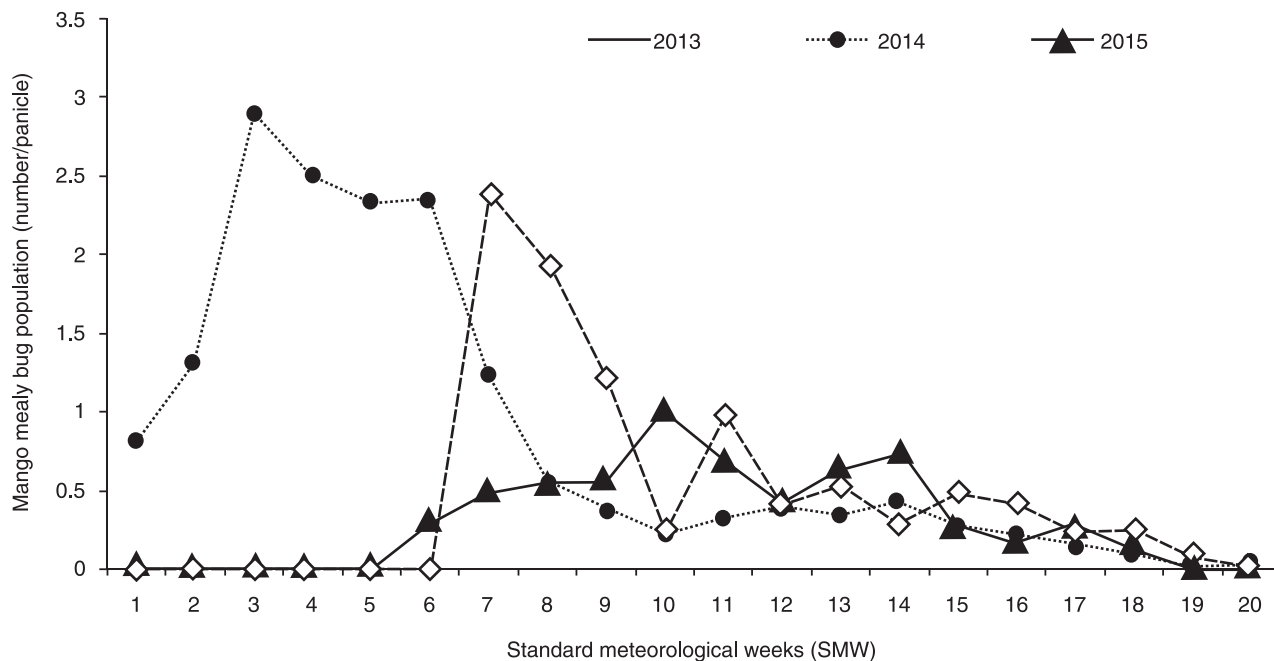 3.5
3
2.5
2
1.5
1
0.5
0
Mango mealy bug population (number/panicle)
2013 2014 2015
1 2 3 4 5 6 7 8 9 10 11 12 13 14 15 16 17 18 19 20
Standard meteorological weeks (SMW)